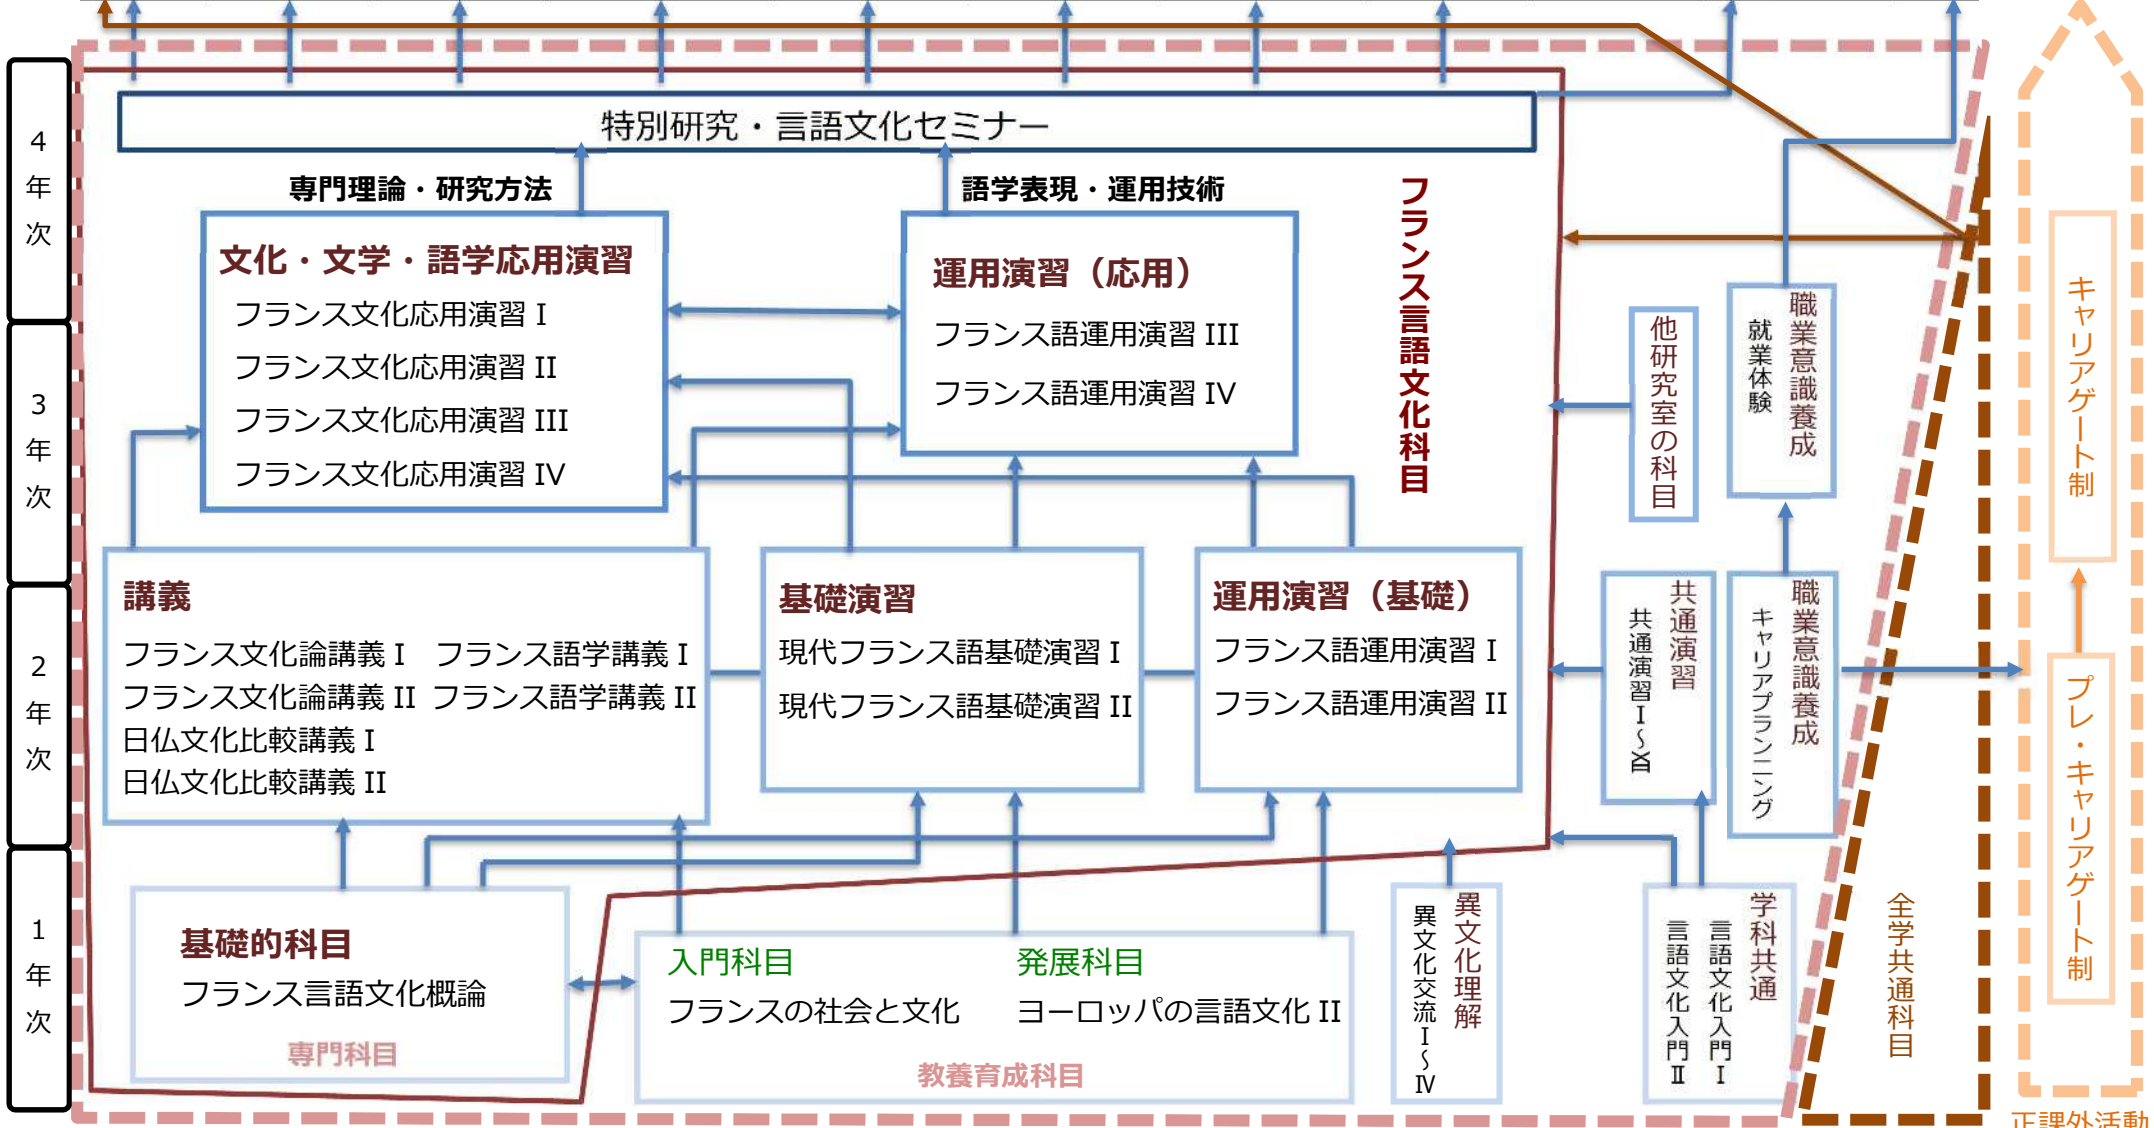 4年次
3年次
2年次
1年次
特別研究・言語文化セミナー
専門理論・研究方法
語学表現・運用技術
文化・文学・語学応用演習
フランス文化応用演習 I
フランス文化応用演習 II
フランス文化応用演習 III
フランス文化応用演習 IV
運用演習（応用）
フランス語運用演習 III
フランス語運用演習 IV
フランス言語文化科目
他研究室の科目
職業意識養成
就業体験
キャリアゲート制
講義
フランス文化論講義 I　フランス語学講義 I
フランス文化論講義 II　フランス語学講義 II
日仏文化比較講義 I
日仏文化比較講義 II
基礎演習
現代フランス語基礎演習 I
現代フランス語基礎演習 II
運用演習（基礎）
フランス語運用演習 I
フランス語運用演習 II
共通演習
共通演習Ⅰ～Ⅻ
職業意識養成
キャリアプランニング
プレ・キャリアゲート制
基礎的科目
フランス言語文化概論
専門科目
入門科目
フランスの社会と文化
発展科目
ヨーロッパの言語文化 II
教養育成科目
異文化理解
異文化交流Ⅰ～Ⅳ
学科共通
言語文化入門Ⅰ
言語文化入門Ⅱ
全学共通科目
正課外活動